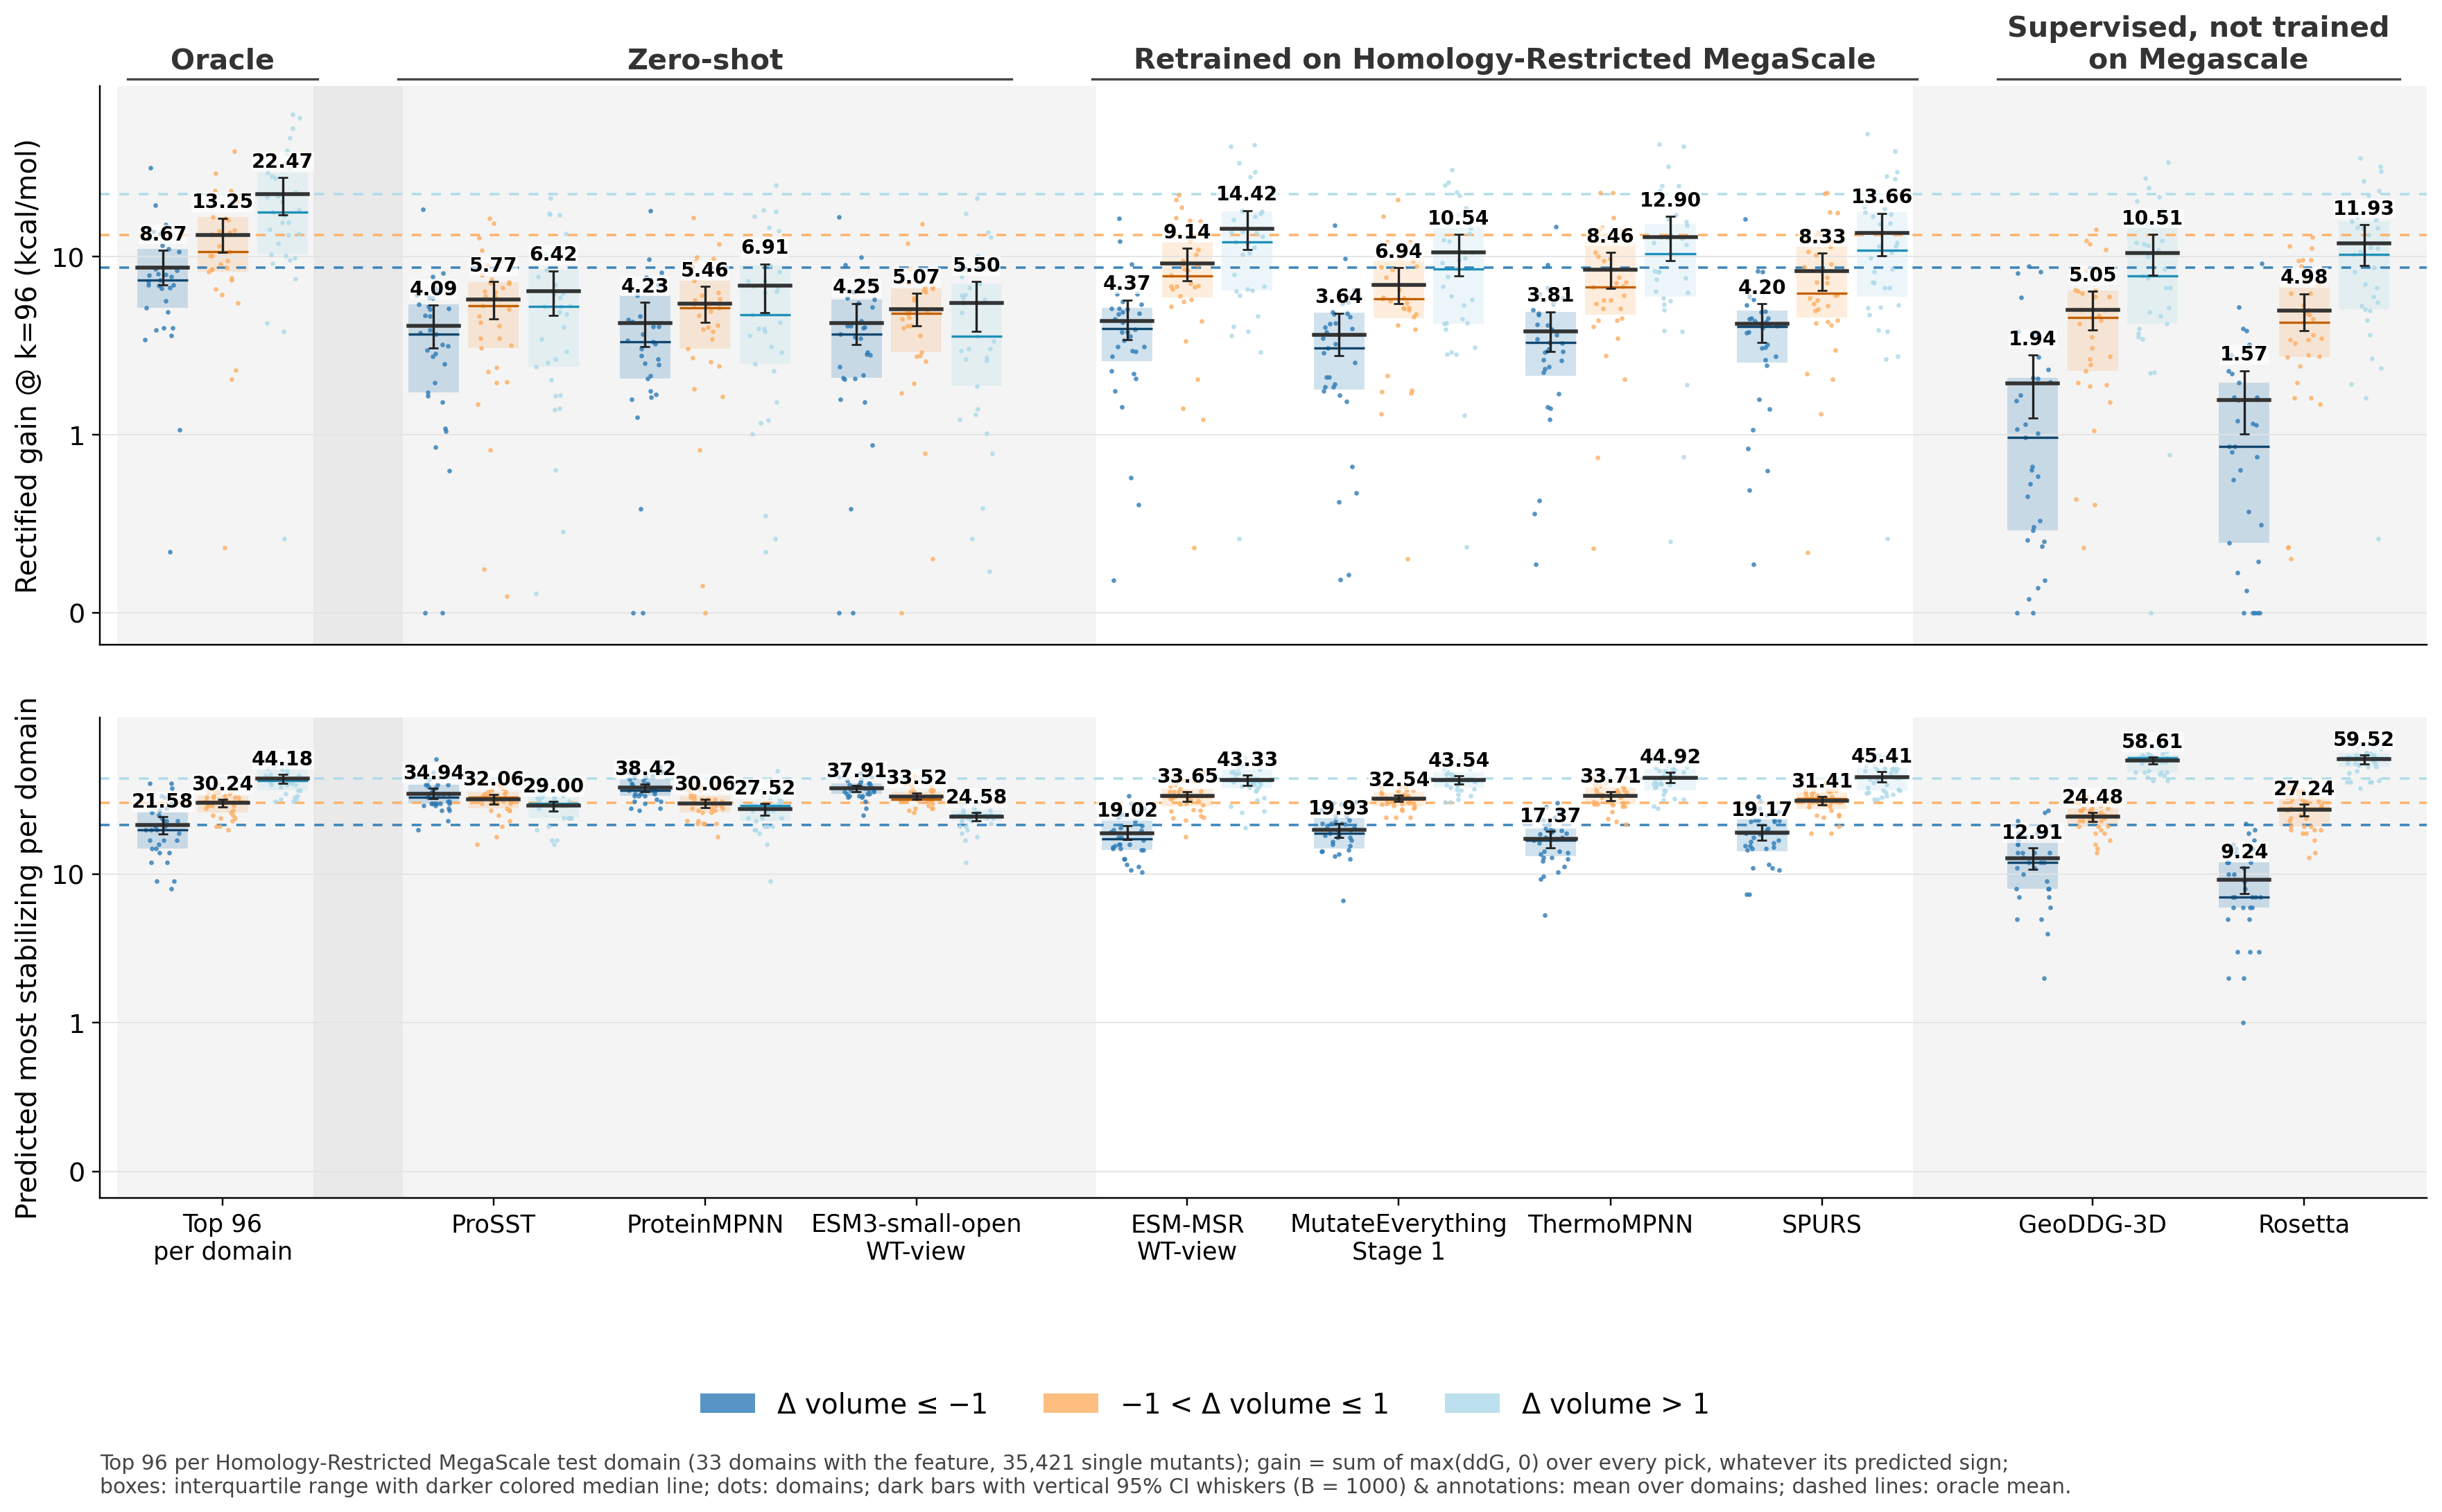 Oracle
Zero-shot
Retrained on Homology-Restricted MegaScale
Supervised, not trained
on Megascale
Rectified gain @ k=96 (kcal/mol)
10
1
0
8.67
13.25
22.47
4.09
5.77
6.42
4.23
5.46
6.91
4.25
5.07
5.50
4.37
9.14
14.42
3.64
6.94
10.54
3.81
8.46
12.90
4.20
8.33
13.66
1.94
5.05
10.51
1.57
4.98
11.93
Predicted most stabilizing per domain
10
1
0
21.58
30.24
44.18
34.94
32.06
29.00
38.42
30.06
27.52
37.91
33.52
24.58
19.02
33.65
43.33
19.93
32.54
43.54
17.37
33.71
44.92
19.17
31.41
45.41
12.91
24.48
58.61
9.24
27.24
59.52
Top 96
per domain
ProSST
ProteinMPNN
ESM3-small-open
WT-view
ESM-MSR
WT-view
MutateEverything
Stage 1
ThermoMPNN
SPURS
GeoDDG-3D
Rosetta
Δ volume ≤ −1
−1 < Δ volume ≤ 1
Δ volume > 1
Top 96 per Homology-Restricted MegaScale test domain (33 domains with the feature, 35,421 single mutants); gain = sum of max(ddG, 0) over every pick, whatever its predicted sign;
boxes: interquartile range with darker colored median line; dots: domains; dark bars with vertical 95% CI whiskers (B = 1000) & annotations: mean over domains; dashed lines: oracle mean.